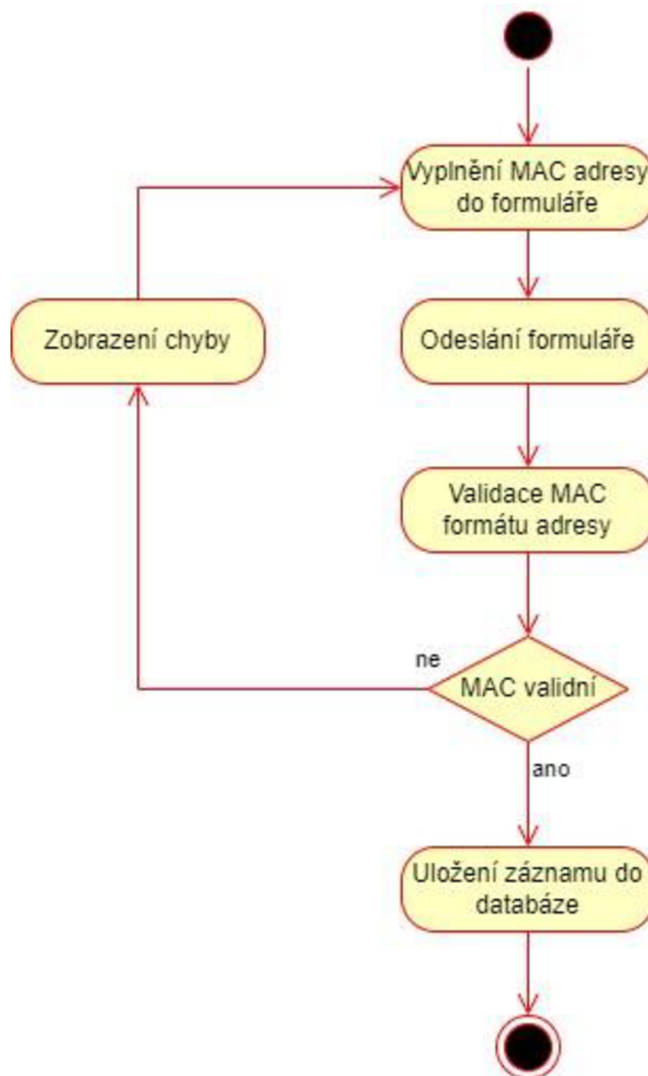 Vyplnění MAC adresy
do formuláře
Zobrazení chyby
Odeslání formuláře
Validace MAC
formátu adresy
ne
MAC validní
ano
Uložení záznamu do
databáze